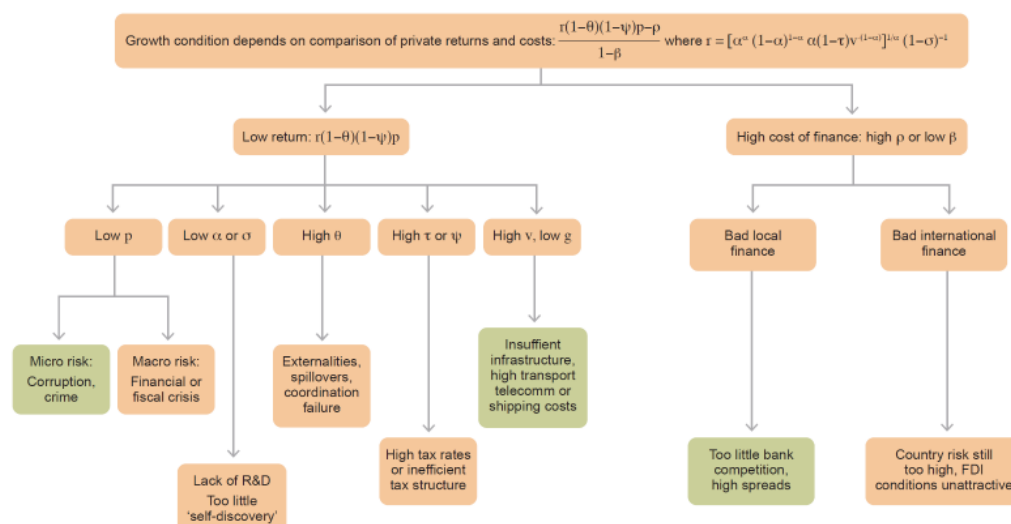 Growth condition depends on comparison of private returns and costs: r(1−θ)(1−ψ)p−ρ / 1−β where r = [α^α (1−α)^1−α α(1−τ)v^-(1−α)]^1/α (1−σ)^−1
Low return: r(1−θ)(1−ψ)p
High cost of finance: high ρ or low β
Low p
Low α or σ
High θ
High τ or ψ
High v, low g
Bad local
finance
Bad international
finance
Micro risk:
Corruption,
crime
Macro risk:
Financial or
fiscal crisis
Externalities,
spillovers,
coordination
failure
Insuffient
infrastructure,
high transport
telecomm or
shipping costs
Lack of R&D
Too little
‘self-discovery’
High tax rates
or inefficient
tax structure
Too little bank
competition,
high spreads
Country risk still
too high, FDI
conditions unattractive